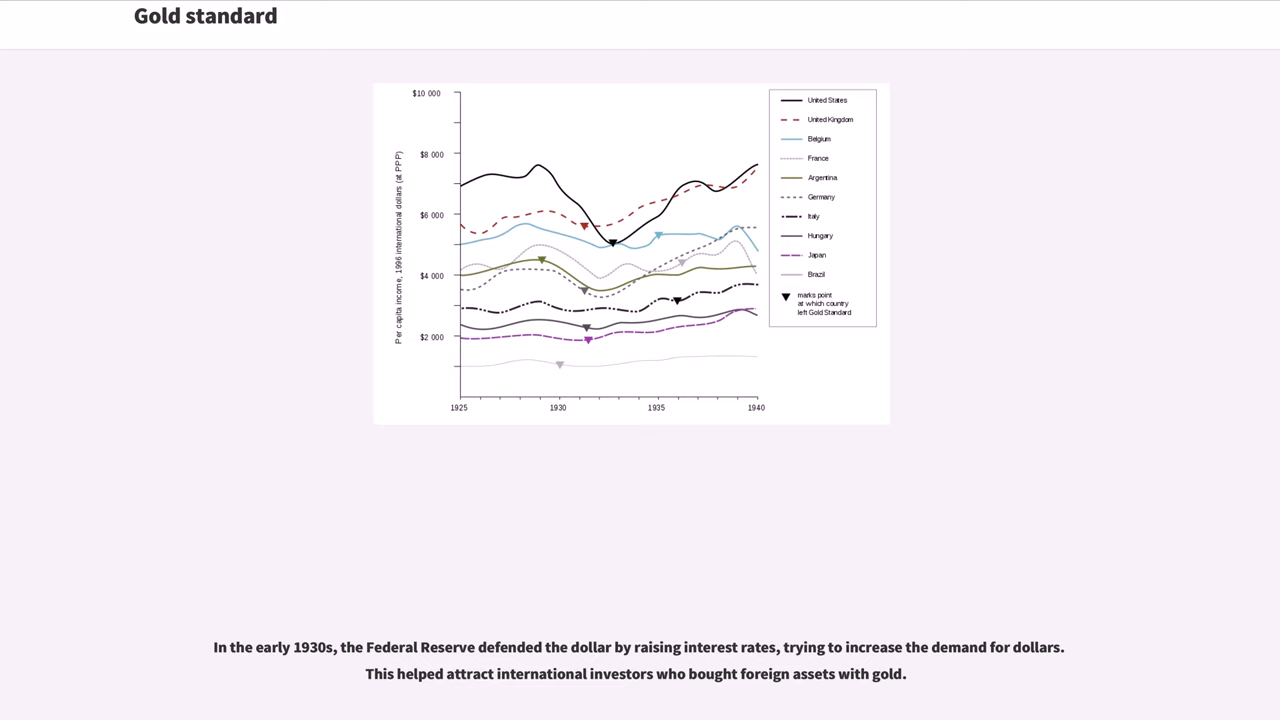 Gold standard
$10 000
$8 000
$6 000
$4 000
$2 000
Per capita income, 1996 international dollars (at PPP)
1925 1930 1935 1940
United States
United Kingdom
Belgium
France
Argentina
Germany
Italy
Hungary
Japan
Brazil
marks point
at which country
left Gold Standard
In the early 1930s, the Federal Reserve defended the dollar by raising interest rates, trying to increase the demand for dollars.
This helped attract international investors who bought foreign assets with gold.